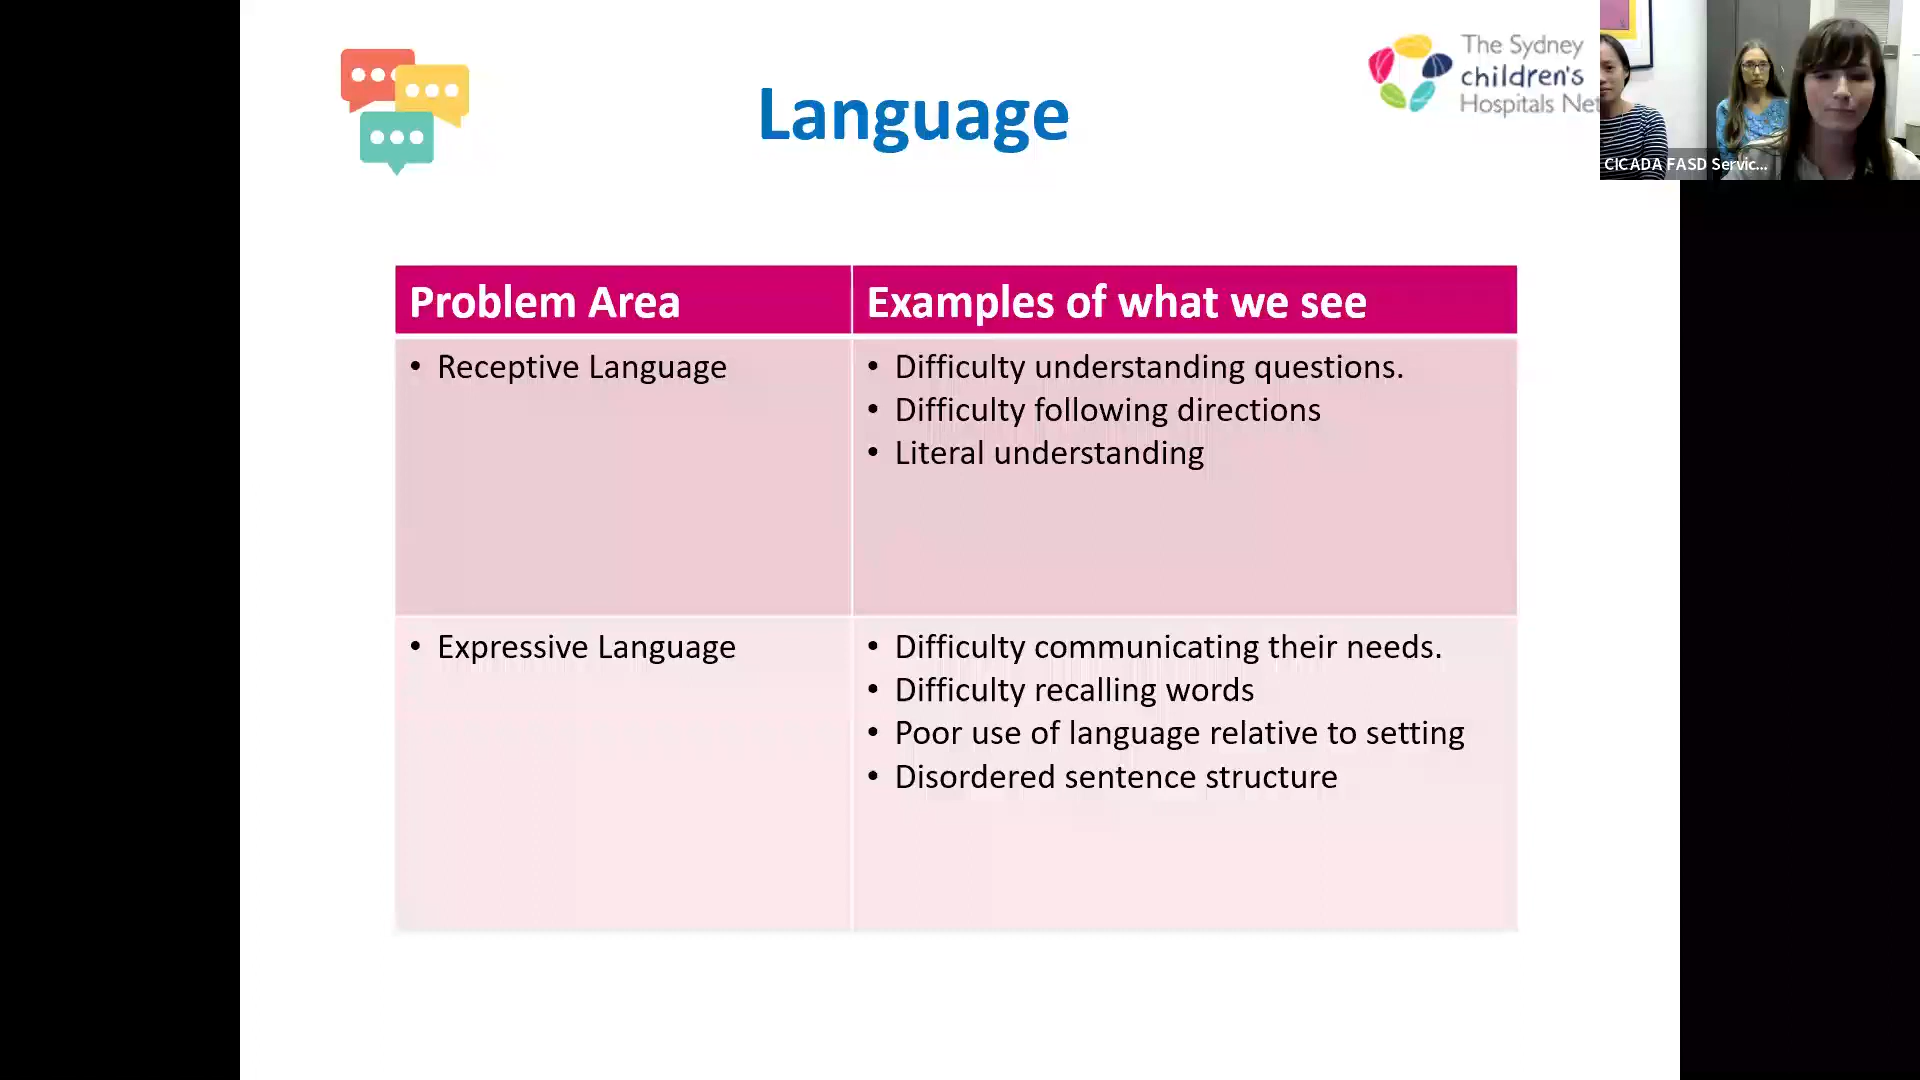 Language
The Sydney
children's
Hospitals Net
CICADA FASD Servic...
Problem Area
Examples of what we see
• Receptive Language
• Difficulty understanding questions.
• Difficulty following directions
• Literal understanding
• Expressive Language
• Difficulty communicating their needs.
• Difficulty recalling words
• Poor use of language relative to setting
• Disordered sentence structure